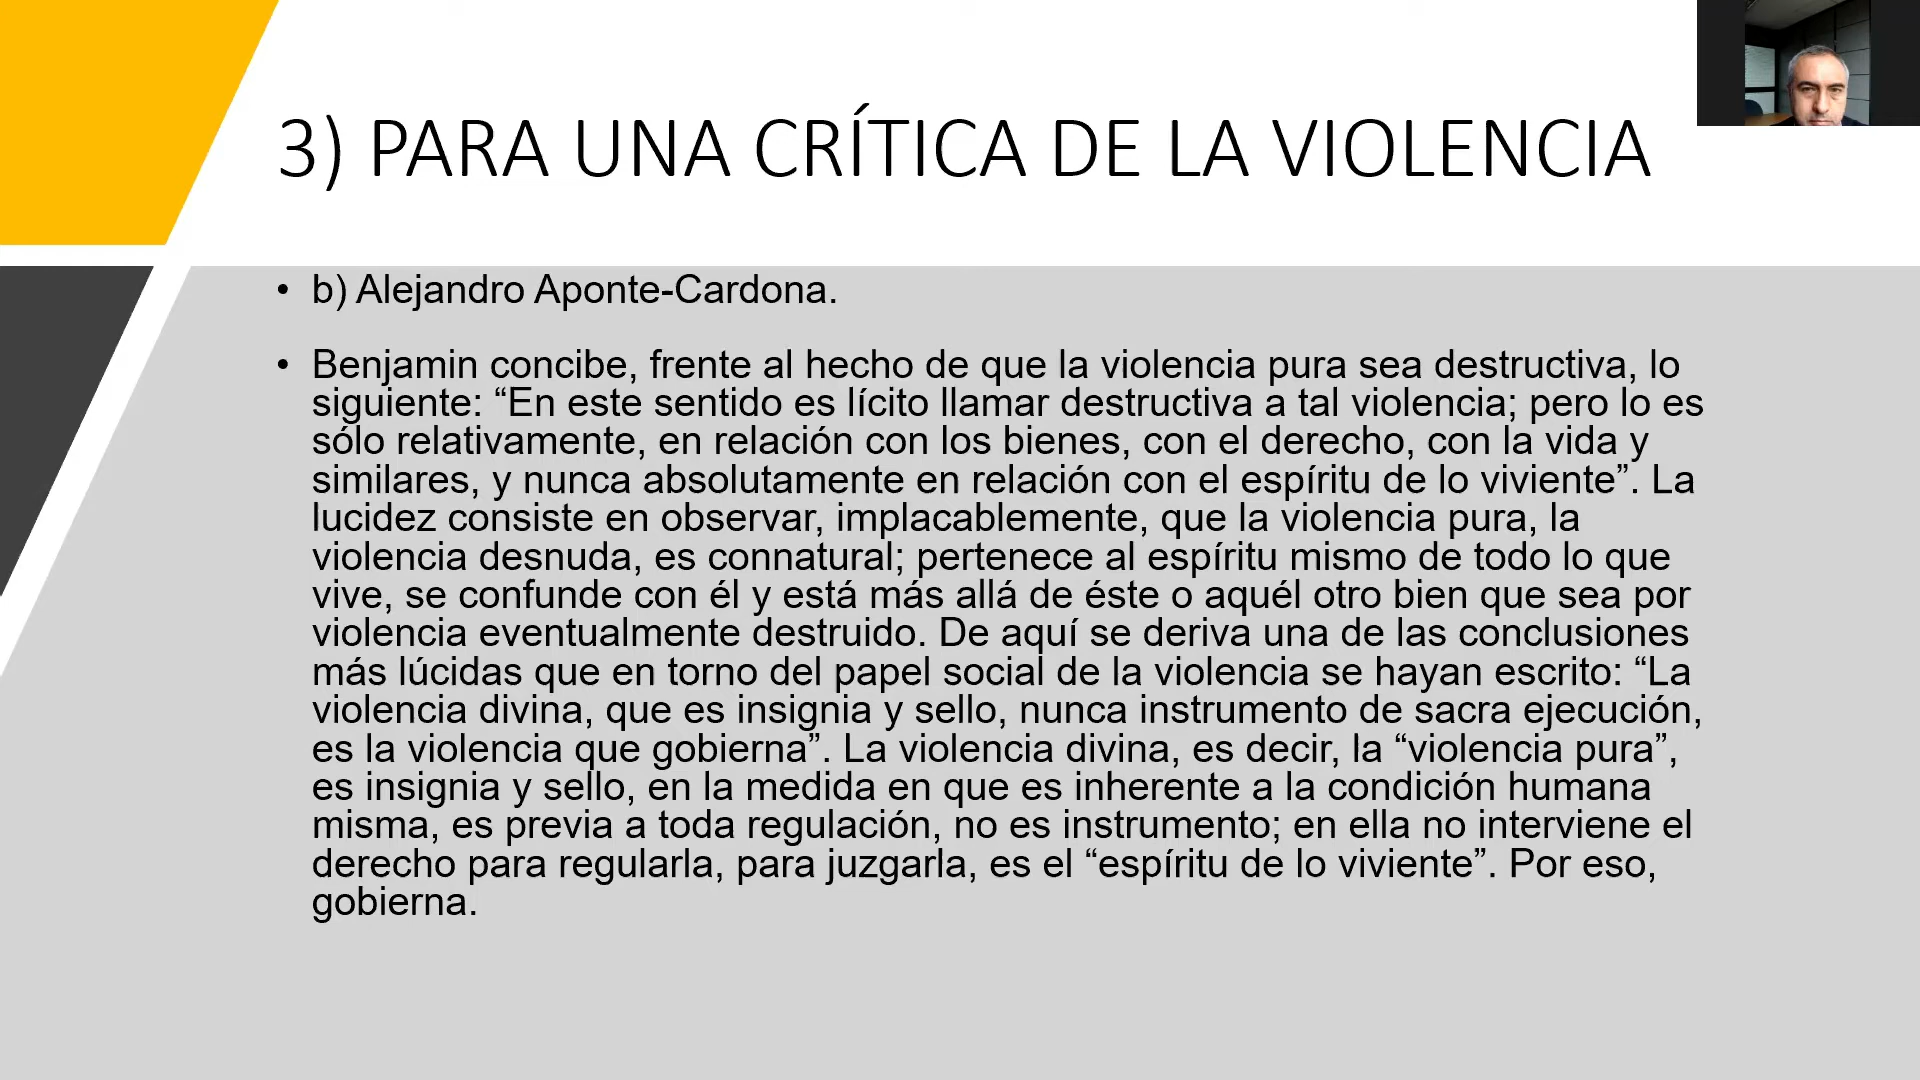 3) PARA UNA CRÍTICA DE LA VIOLENCIA
• b) Alejandro Aponte-Cardona.
• Benjamin concibe, frente al hecho de que la violencia pura sea destructiva, lo
siguiente: “En este sentido es lícito llamar destructiva a tal violencia; pero lo es
sólo relativamente, en relación con los bienes, con el derecho, con la vida y
similares, y nunca absolutamente en relación con el espíritu de lo viviente”. La
lucidez consiste en observar, implacablemente, que la violencia pura, la
violencia desnuda, es connatural; pertenece al espíritu mismo de todo lo que
vive, se confunde con él y está más allá de éste o aquél otro bien que sea por
violencia eventualmente destruido. De aquí se deriva una de las conclusiones
más lúcidas que en torno del papel social de la violencia se hayan escrito: “La
violencia divina, que es insignia y sello, nunca instrumento de sacra ejecución,
es la violencia que gobierna”. La violencia divina, es decir, la “violencia pura”,
es insignia y sello, en la medida en que es inherente a la condición humana
misma, es previa a toda regulación, no es instrumento; en ella no interviene el
derecho para regularla, para juzgarla, es el “espíritu de lo viviente”. Por eso,
gobierna.